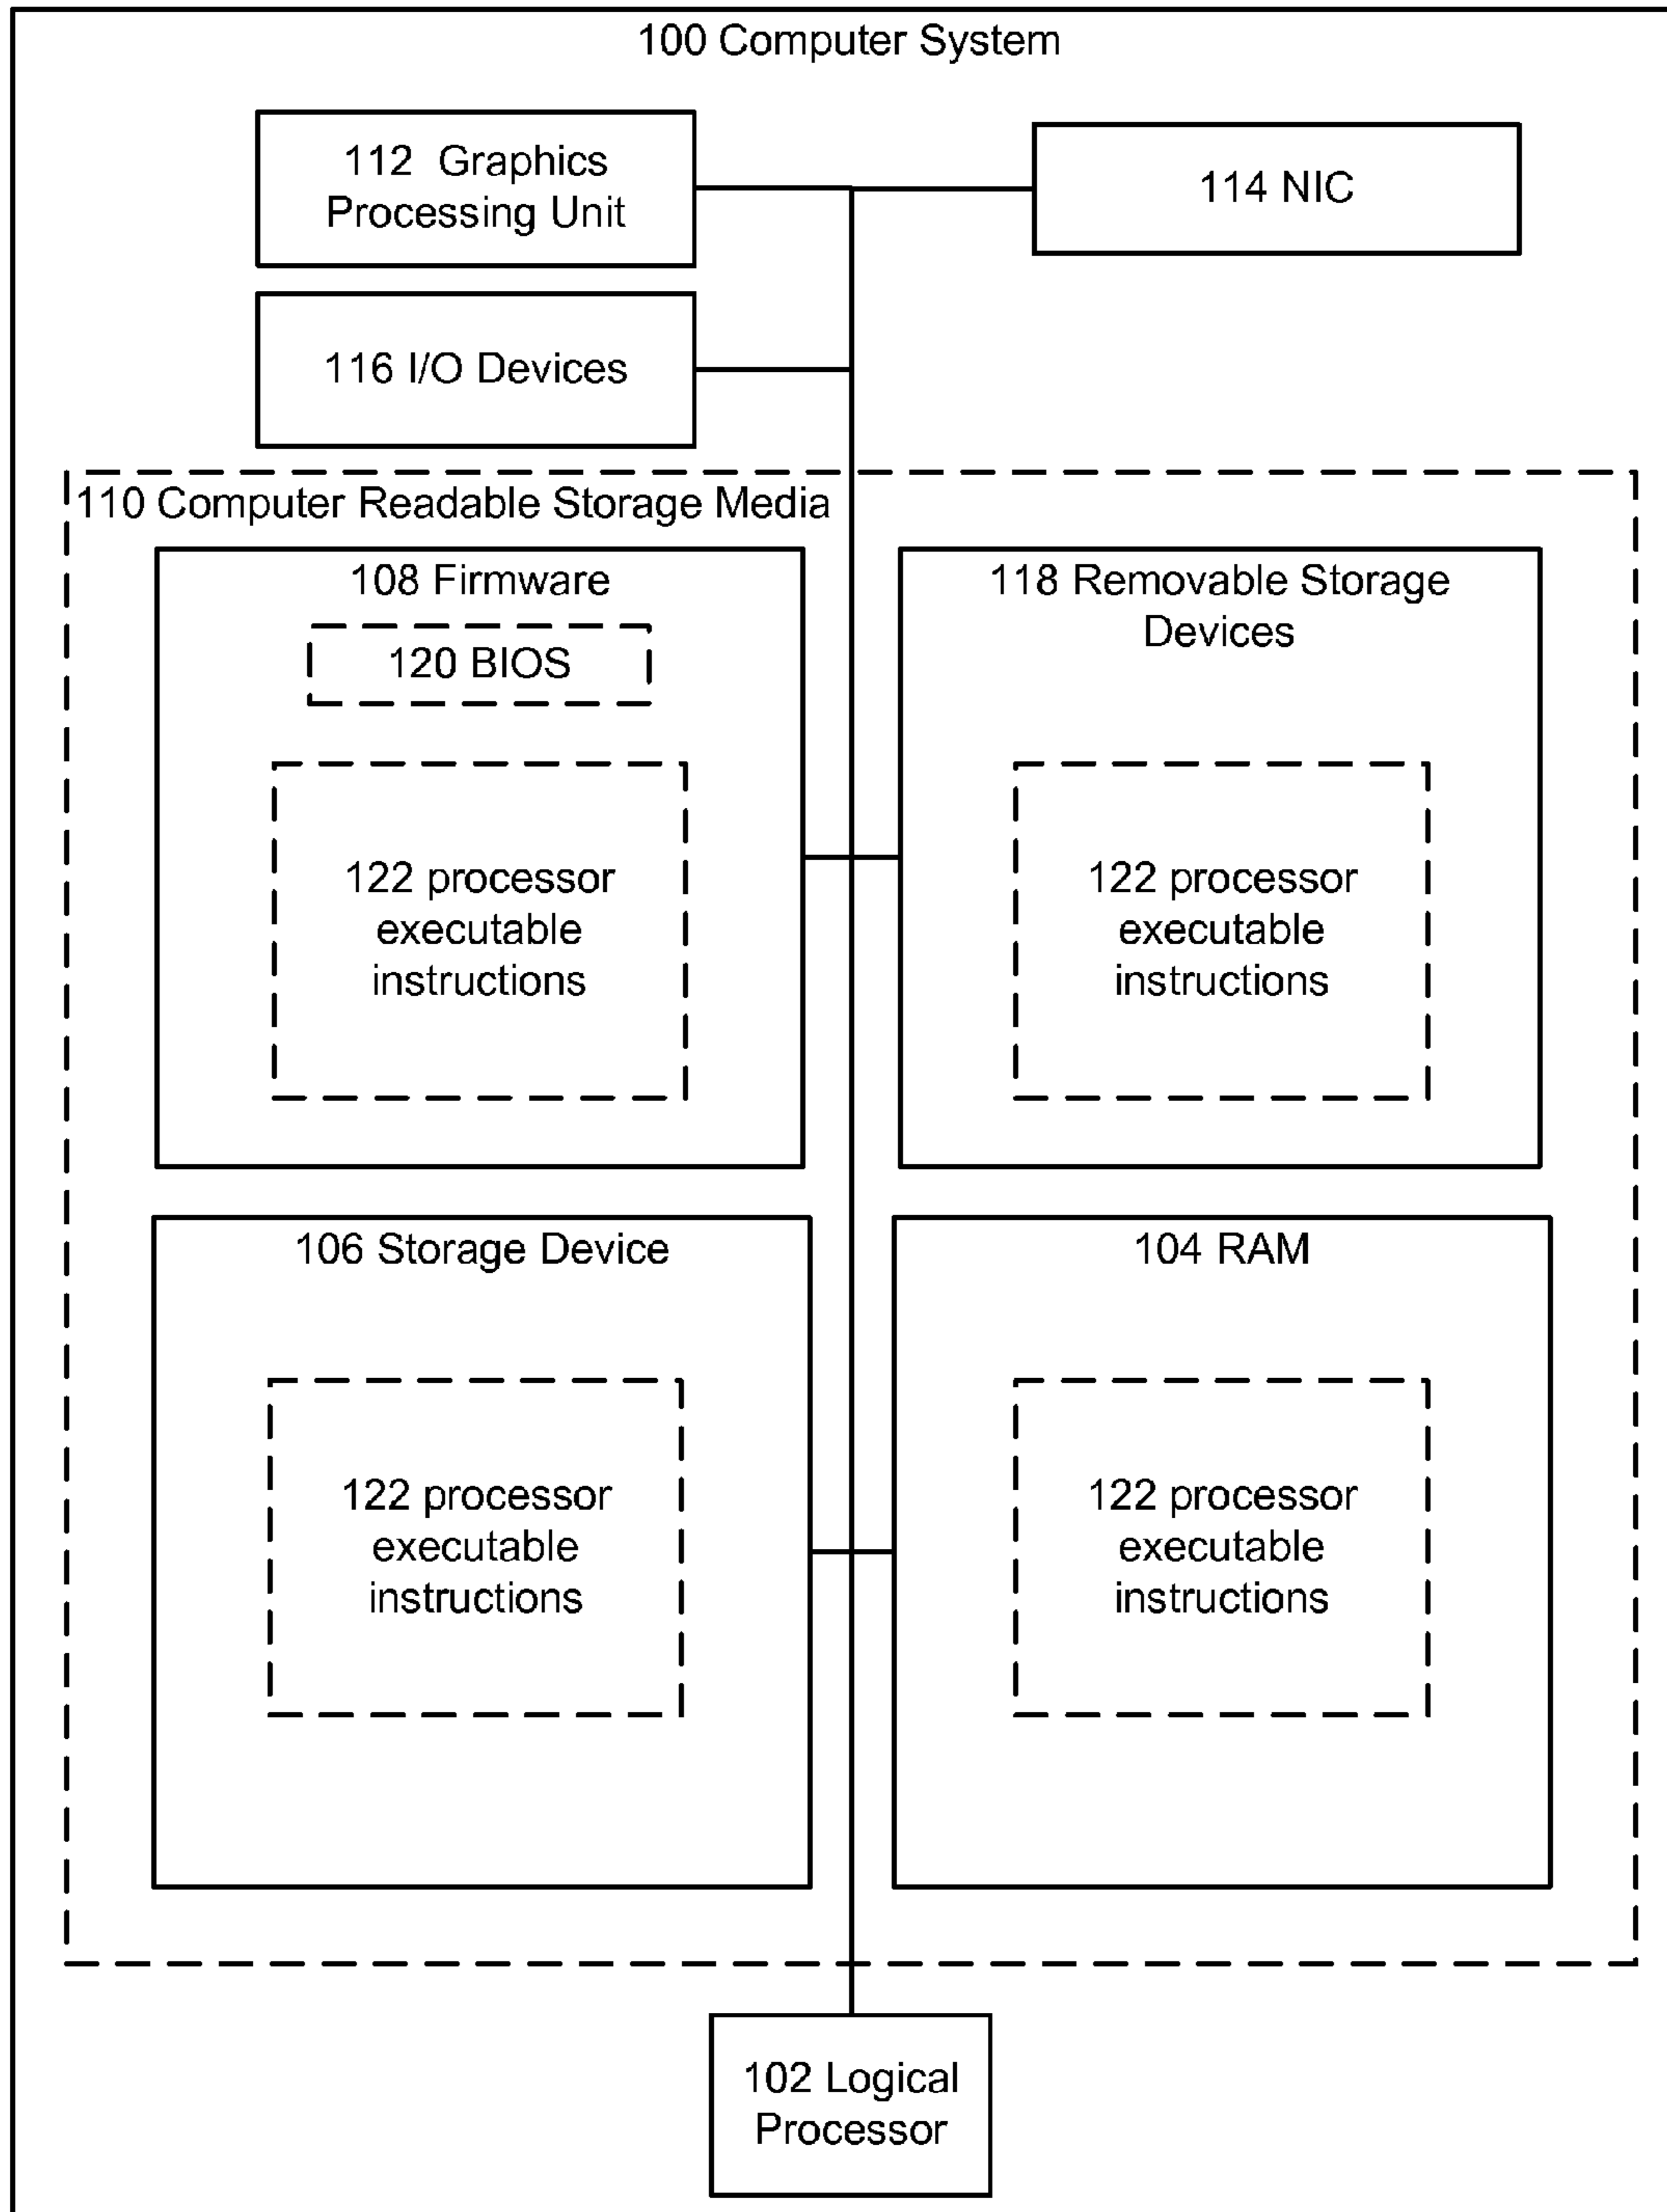 100 Computer System
112 Graphics
Processing Unit
114 NIC
116 I/O Devices
110 Computer Readable Storage Media
108 Firmware
120 BIOS
122 processor
executable
instructions
118 Removable Storage
Devices
122 processor
executable
instructions
106 Storage Device
122 processor
executable
instructions
104 RAM
122 processor
executable
instructions
102 Logical
Processor